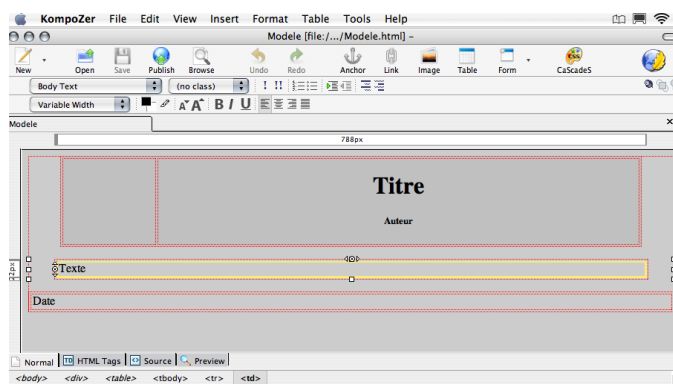 KompoZer File Edit View Insert Format Table Tools Help
Modele [file:/.../Modele.html] –
New Open Save Publish Browse Undo Redo Anchor Link Image Table Form CaScadeS
Body Text (no class) ! !!
Variable Width A A B I U
Modele x
788px
Titre
Auteur
22px
Texte
Date
Normal TD HTML Tags Source Preview
<body> <div> <table> <tbody> <tr> <td>